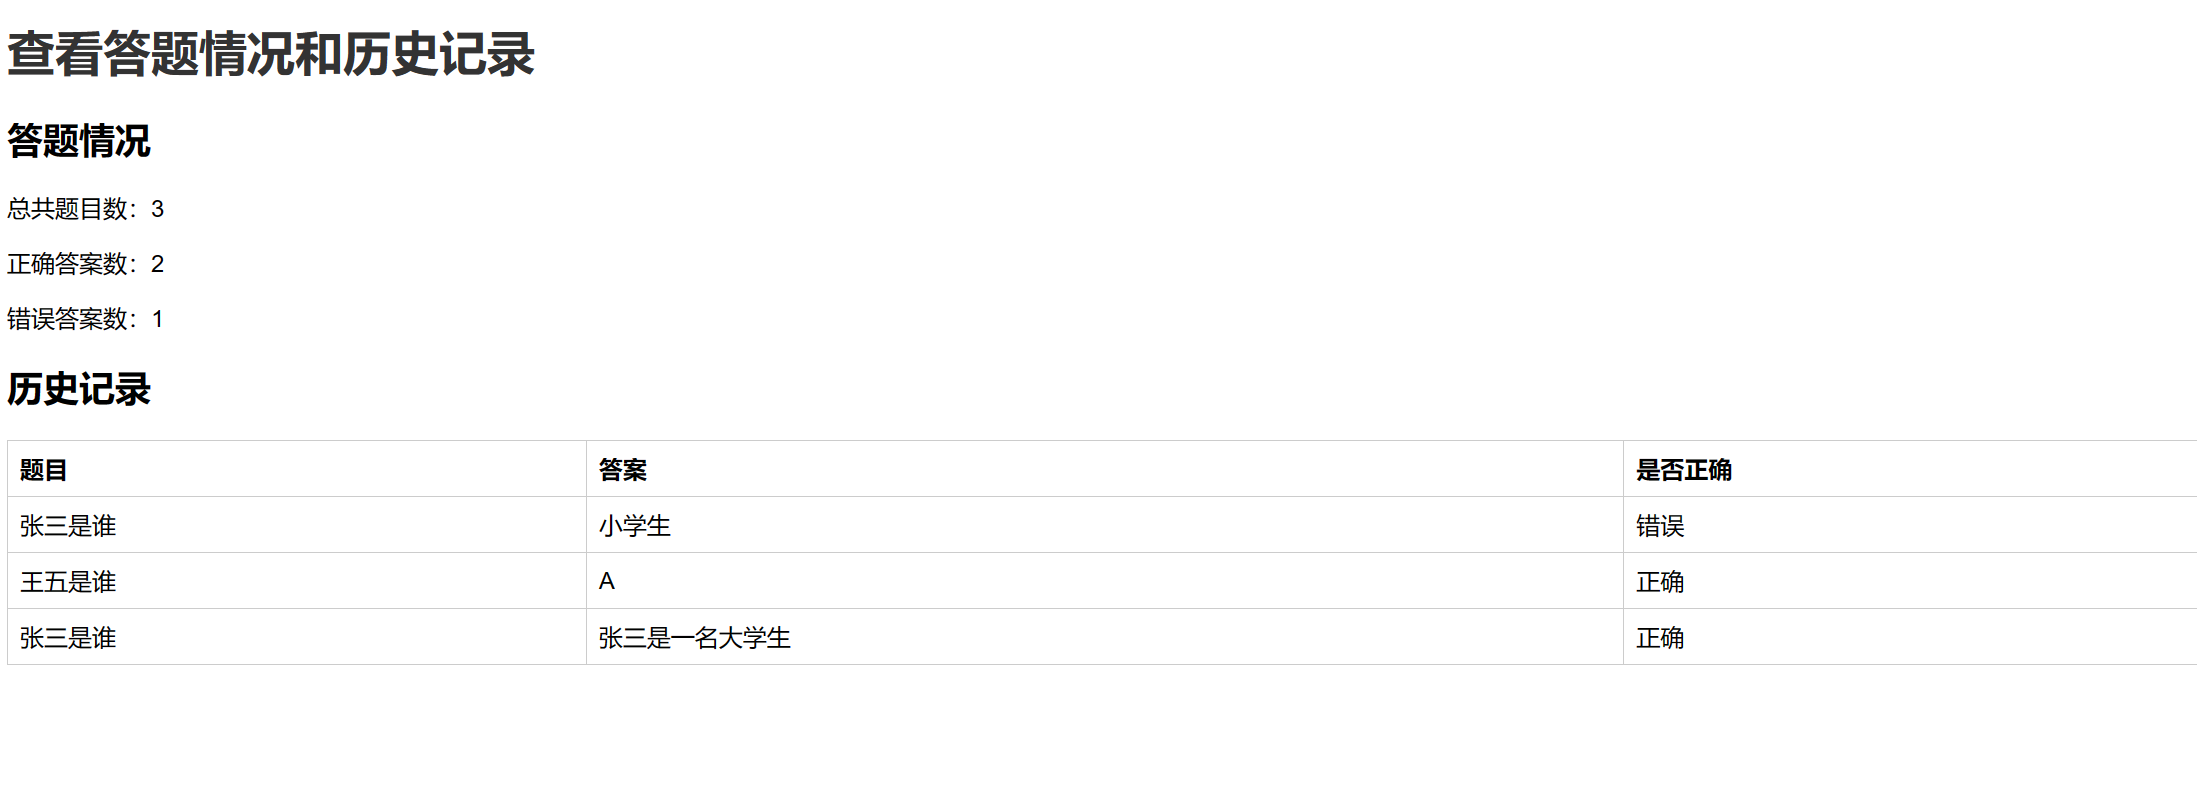 查看答题情况和历史记录
答题情况
总共题目数：3
正确答案数：2
错误答案数：1
历史记录
题目 答案 是否正确
张三是谁 小学生 错误
王五是谁 A 正确
张三是谁 张三是一名大学生 正确